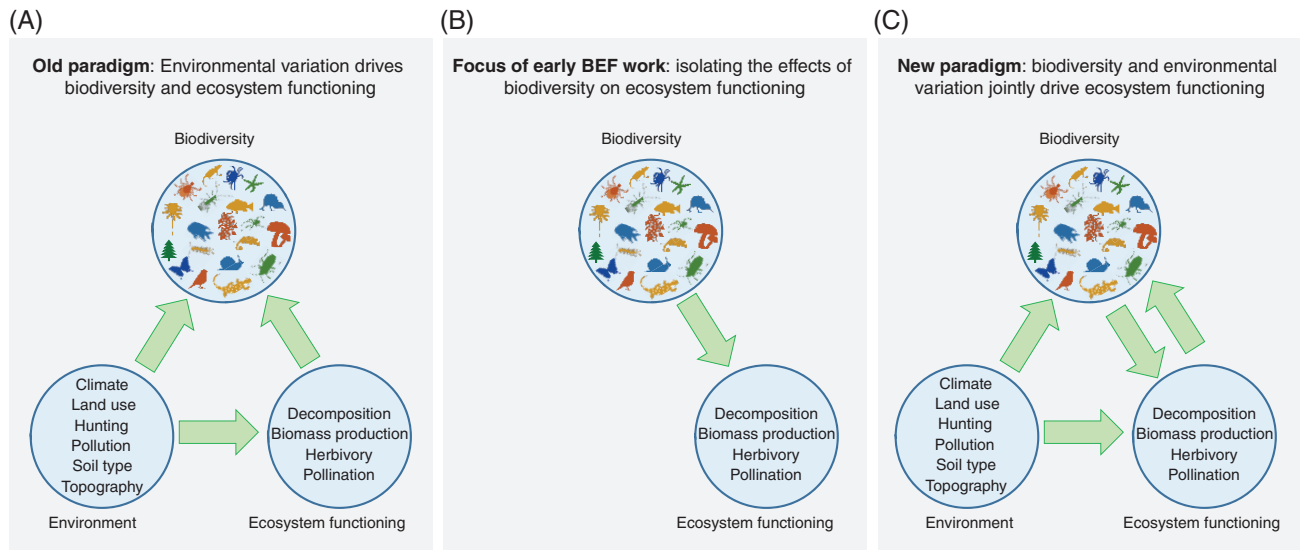 (A)
Old paradigm: Environmental variation drives
biodiversity and ecosystem functioning
Biodiversity
Climate
Land use
Hunting
Pollution
Soil type
Topography
Environment
Decomposition
Biomass production
Herbivory
Pollination
Ecosystem functioning
(B)
Focus of early BEF work: isolating the effects of
biodiversity on ecosystem functioning
Biodiversity
Decomposition
Biomass production
Herbivory
Pollination
Ecosystem functioning
(C)
New paradigm: biodiversity and environmental
variation jointly drive ecosystem functioning
Biodiversity
Climate
Land use
Hunting
Pollution
Soil type
Topography
Environment
Decomposition
Biomass production
Herbivory
Pollination
Ecosystem functioning